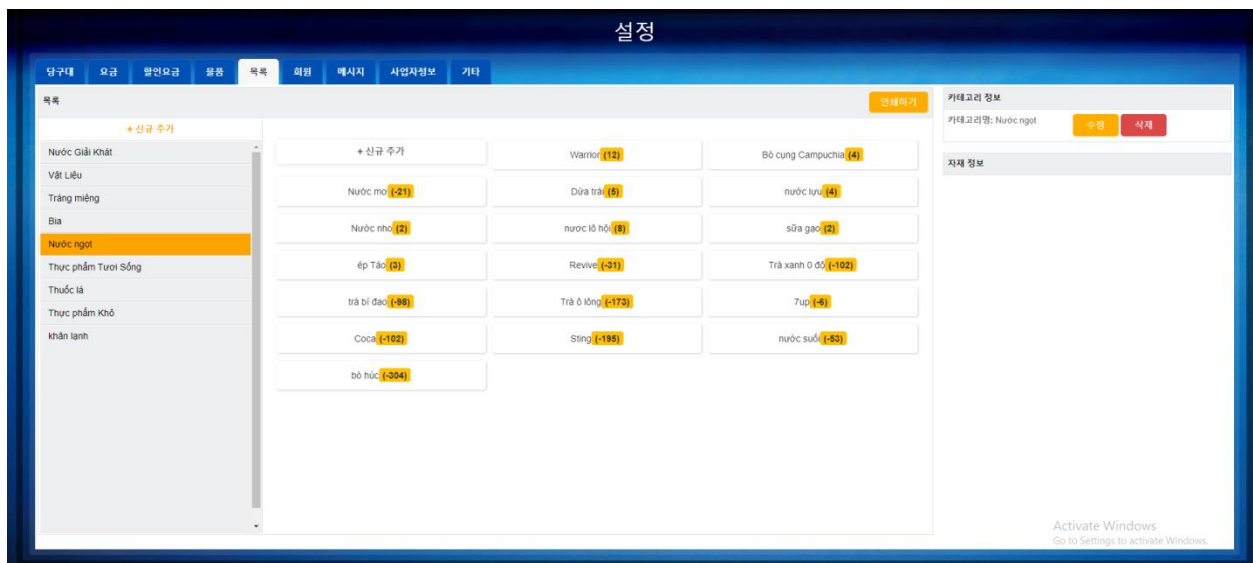 설정
당구대 요금 할인요금 물품 목록 회원 메시지 사업자정보 기타
목록 인쇄하기
+ 신규 추가
Nước Giải Khát
Vật Liệu
Tráng miệng
Bia
Nước ngọt
Thực phẩm Tươi Sống
Thuốc lá
Thực phẩm Khô
khăn lạnh
+ 신규 추가 Warrior (12) Bò cụng Campuchia (4)
Nước mơ (-21) Dừa trái (5) nước lựu (4)
Nước nho (2) nươc lô hội (8) sữa gạo (2)
ép Táo (3) Revive (-31) Trà xanh 0 độ (-102)
trà bí đao (-98) Trà ô lông (-173) 7up (-6)
Coca (-102) Sting (-195) nước suối (-53)
bò húc (-304)
카테고리 정보
카테고리명: Nước ngọt 수정 삭제
자재 정보
Activate Windows
Go to Settings to activate Windows.